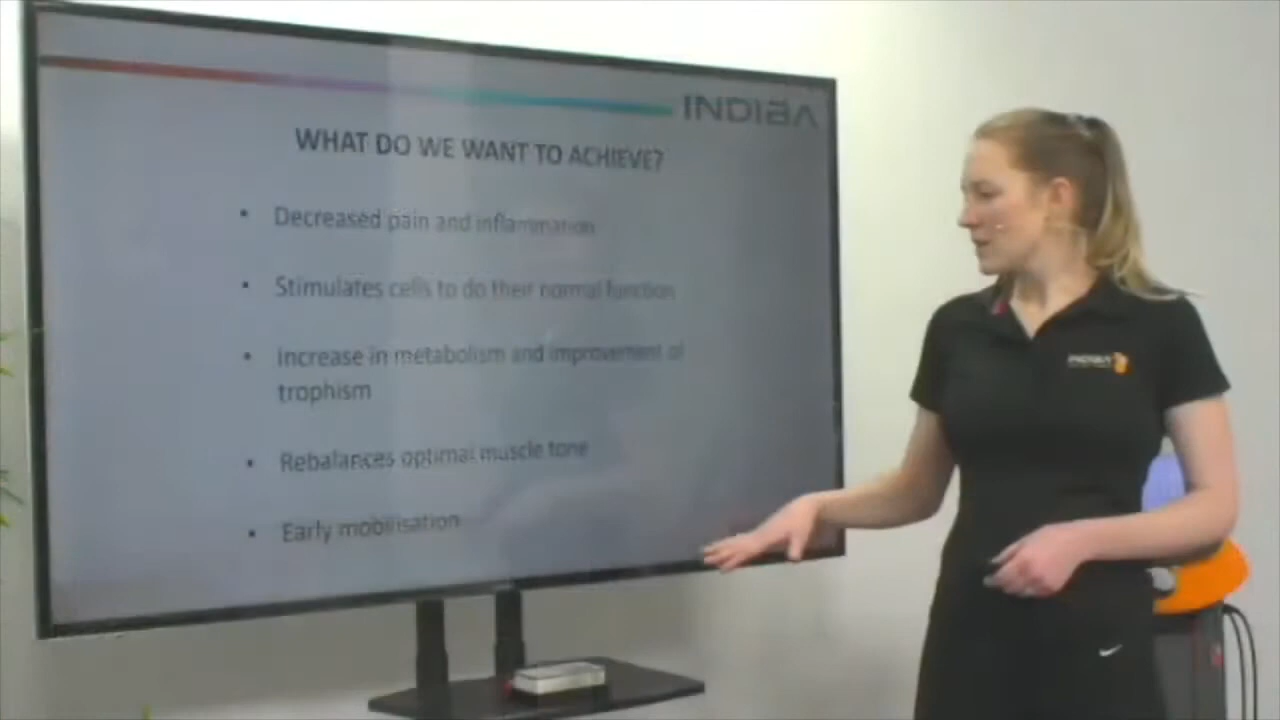 INDIBA
WHAT DO WE WANT TO ACHIEVE?
• Decreased pain and inflammation
• Stimulates cells to do their normal function
• Increase in metabolism and improvement of
trophism
• Rebalances optimal muscle tone
• Early mobilisation
INDIBA